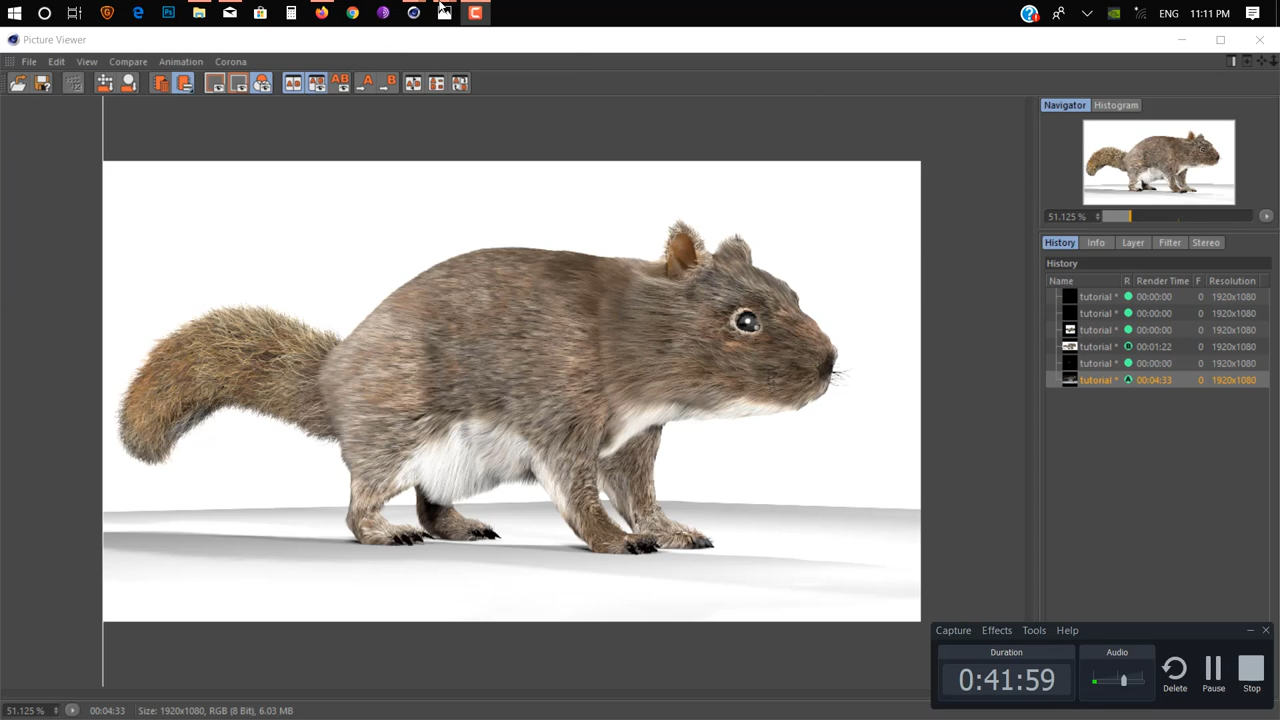 ENG 11:11 PM
Picture Viewer
File Edit View Compare Animation Corona
AB A B
Navigator Histogram
51.125 %
History Info Layer Filter Stereo
History
Name R Render Time F Resolution
tutorial * 00:00:00 0 1920x1080
tutorial * 00:00:00 0 1920x1080
tutorial * 00:00:00 0 1920x1080
tutorial * 00:01:22 0 1920x1080
tutorial * 00:00:00 0 1920x1080
tutorial * 00:04:33 0 1920x1080
Capture Effects Tools Help
Duration Audio
0:41:59
Delete Pause Stop
51.125 % 00:04:33 Size: 1920x1080, RGB (8 Bit), 6.03 MB